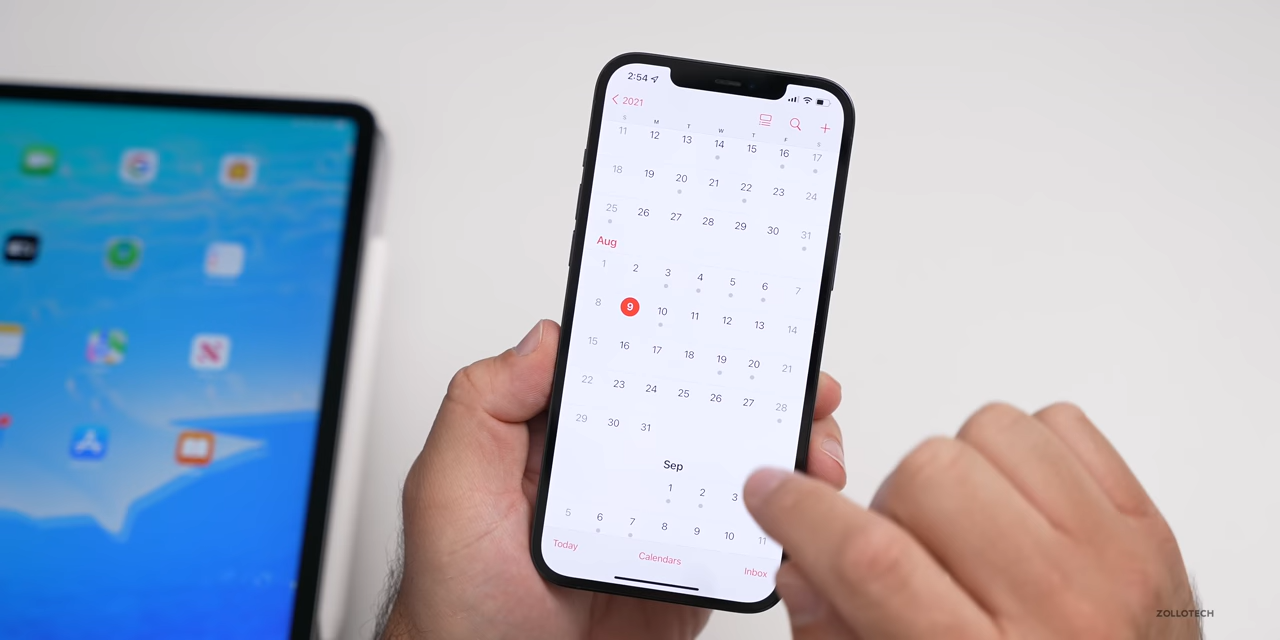 2:54
2021
S M T W T F S
11 12 13 14 15 16 17
18 19 20 21 22 23 24
25 26 27 28 29 30 31
Aug
1 2 3 4 5 6 7
8 9 10 11 12 13 14
15 16 17 18 19 20 21
22 23 24 25 26 27 28
29 30 31
Sep
1 2 3
5 6 7 8 9 10 11
Today Calendars Inbox
ZOLLOTECH